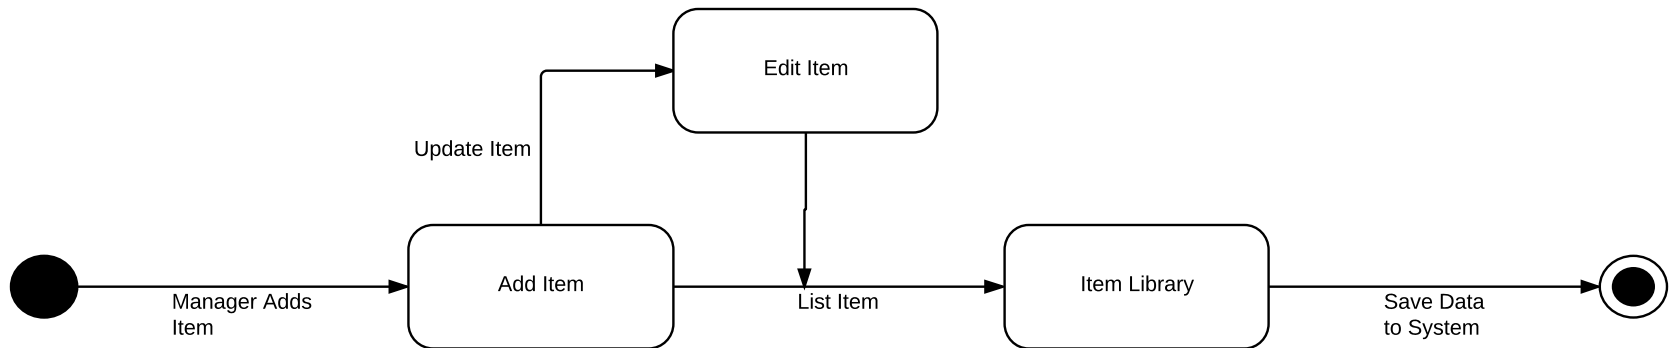 Edit Item
Update Item
Add Item
Item Library
Manager Adds
Item
List Item
Save Data
to System